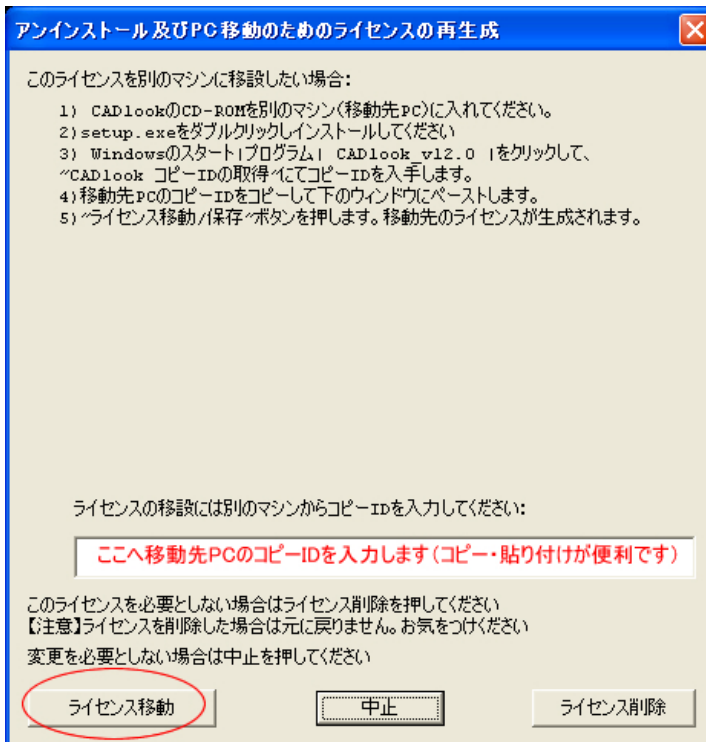 アンインストール及びPC移動のためのライセンスの再生成
このライセンスを別のマシンに移設したい場合：
1) CADlookのCD-ROMを別のマシン(移動先PC)に入れてください。
2)setup.exeをダブルクリックしインストールしてください
3) Windowsのスタート｜プログラム｜ CADlook_v12.0 ｜をクリックして、
"CADlook コピーIDの取得"にてコピーIDを入手します。
4)移動先PCのコピーIDをコピーして下のウィンドウにペーストします。
5)"ライセンス移動/保存"ボタンを押します。移動先のライセンスが生成されます。
ライセンスの移設には別のマシンからコピーIDを入力してください：
ここへ移動先PCのコピーIDを入力します(コピー・貼り付けが便利です)
このライセンスを必要としない場合はライセンス削除を押してください
【注意】ライセンスを削除した場合は元に戻りません。お気をつけください
変更を必要としない場合は中止を押してください
ライセンス移動 中止 ライセンス削除